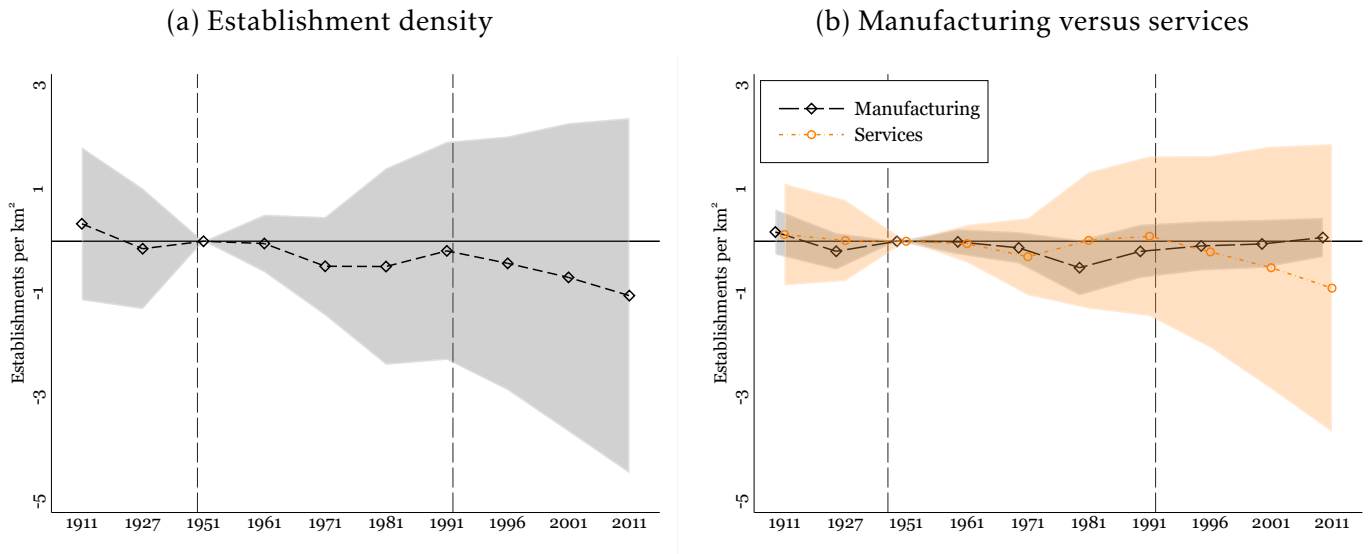 (a) Establishment density
Establishments per km²
3
1
-1
-3
-5
1911 1927 1951 1961 1971 1981 1991 1996 2001 2011
(b) Manufacturing versus services
Establishments per km²
3
1
-1
-3
-5
Manufacturing
Services
1911 1927 1951 1961 1971 1981 1991 1996 2001 2011